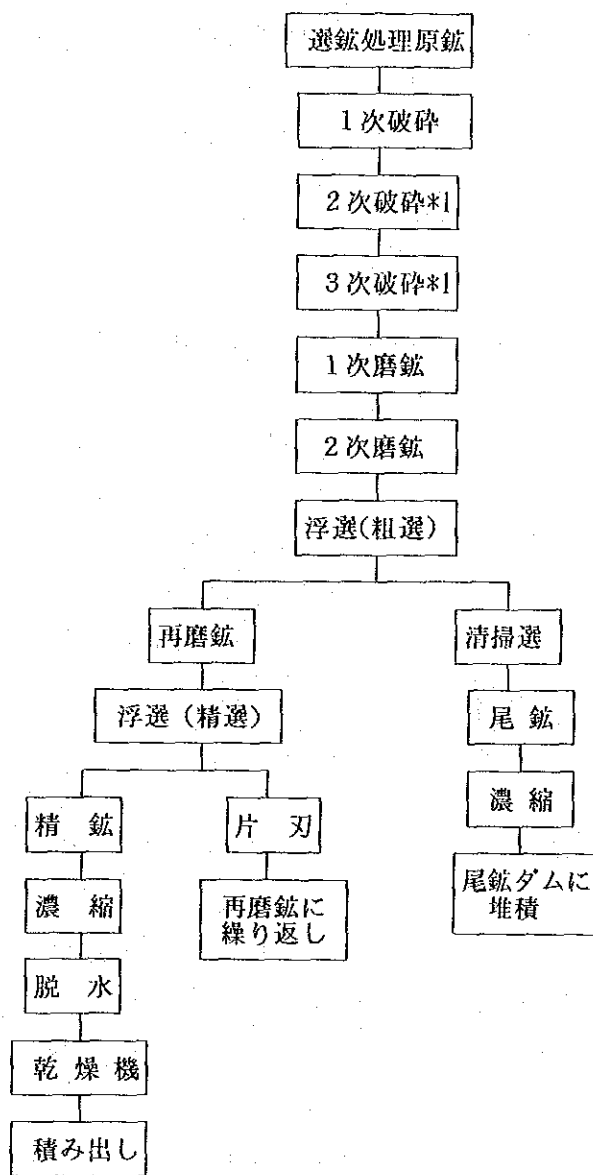 選鉱処理原鉱
1次破砕
2次破砕*1
3次破砕*1
1次磨鉱
2次磨鉱
浮選(粗選)
再磨鉱
浮選(精選)
精鉱
濃縮
脱水
乾燥機
積み出し
片刃
再磨鉱に
繰り返し
清掃選
尾鉱
濃縮
尾鉱ダムに
堆積